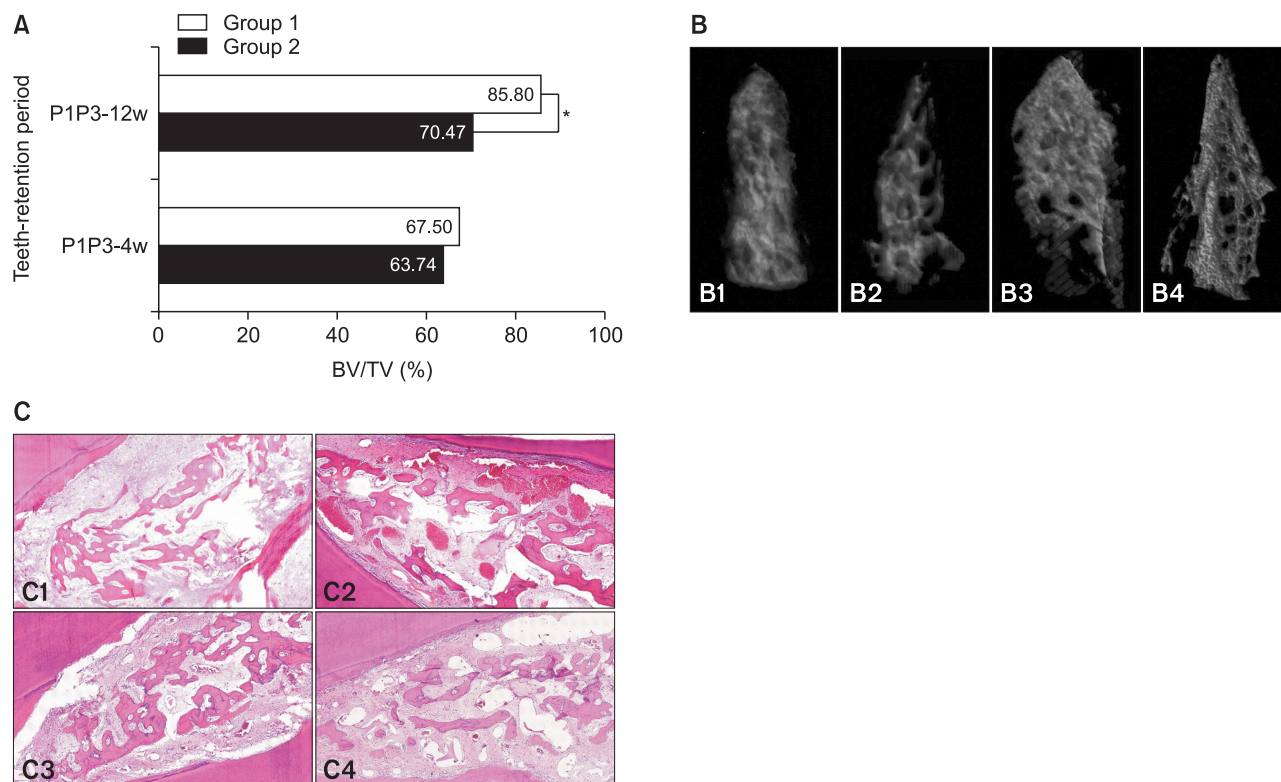 A
Group 1
Group 2
Teeth-retention period
P1P3-12w
85.80
70.47
*
P1P3-4w
67.50
63.74
0 20 40 60 80 100
BV/TV (%)
B
B1 B2 B3 B4
C
C1 C2
C3 C4